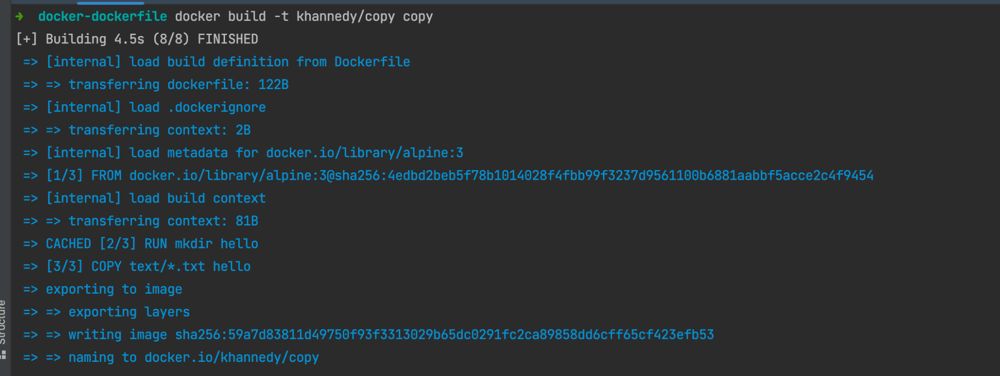 ➜ docker-dockerfile docker build -t khannedy/copy copy
[+] Building 4.5s (8/8) FINISHED
=> [internal] load build definition from Dockerfile
=> => transferring dockerfile: 122B
=> [internal] load .dockerignore
=> => transferring context: 2B
=> [internal] load metadata for docker.io/library/alpine:3
=> [1/3] FROM docker.io/library/alpine:3@sha256:4edbd2beb5f78b1014028f4fbb99f3237d9561100b6881aabbf5acce2c4f9454
=> [internal] load build context
=> => transferring context: 81B
=> CACHED [2/3] RUN mkdir hello
=> [3/3] COPY text/*.txt hello
=> exporting to image
=> => exporting layers
=> => writing image sha256:59a7d83811d49750f93f3313029b65dc0291fc2ca89858dd6cff65cf423efb53
=> => naming to docker.io/khannedy/copy
Structure